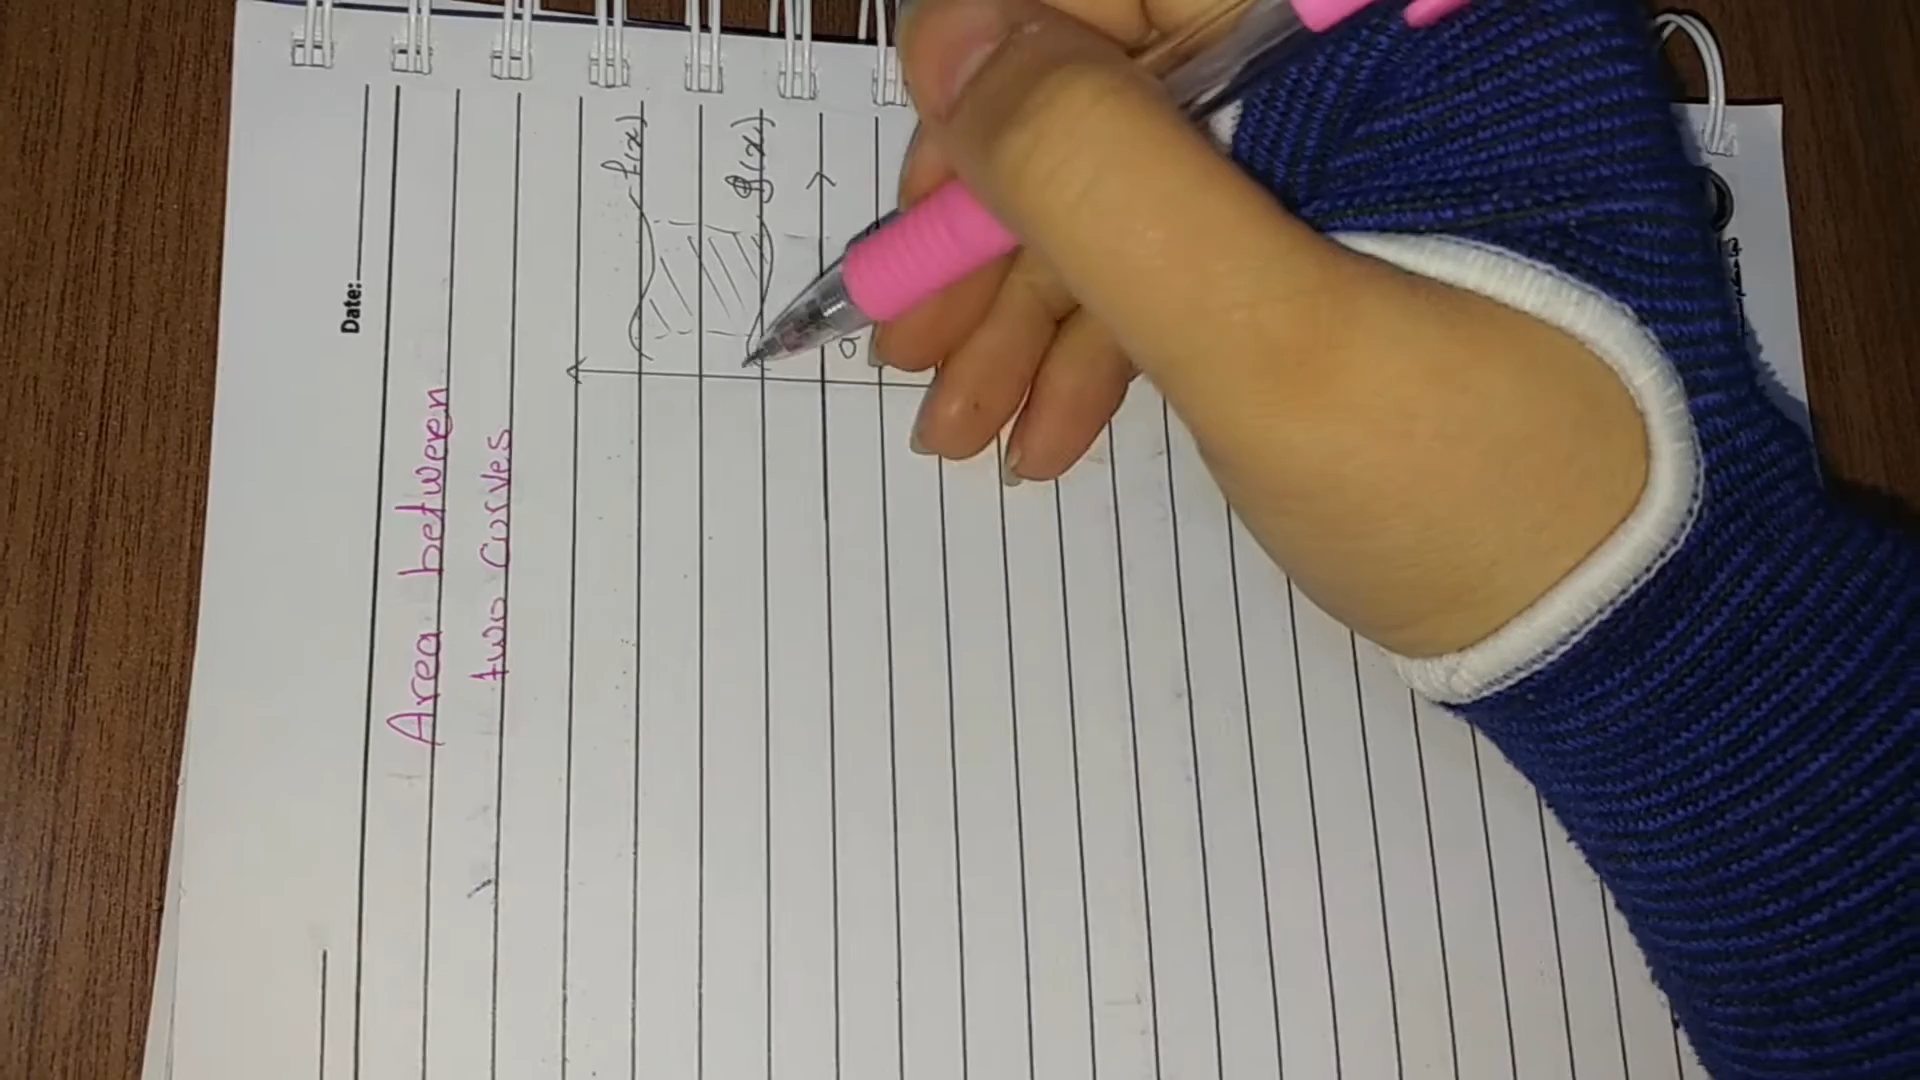 Date:
Area between
two curves
f(x)
g(x)
a